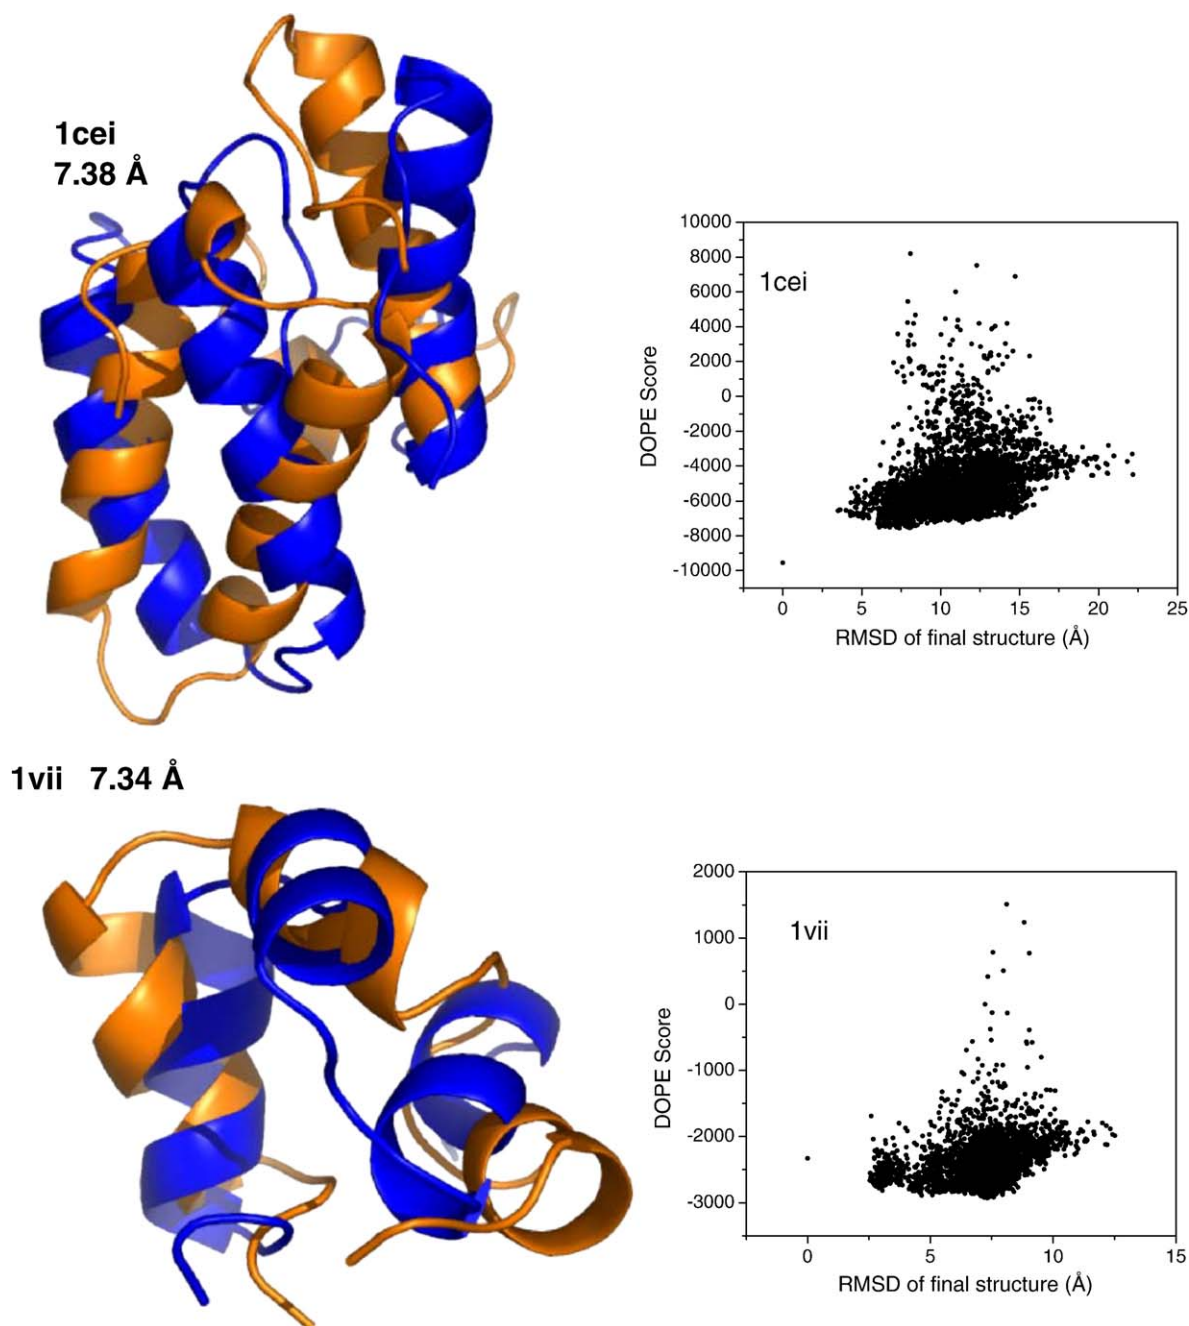 1cei
7.38 Å
10000
8000
6000
4000
2000
0
-2000
-4000
-6000
-8000
-10000
DOPE Score
1cei
0 5 10 15 20 25
RMSD of final structure (Å)
1vii 7.34 Å
2000
1000
0
-1000
-2000
-3000
DOPE Score
1vii
0 5 10 15
RMSD of final structure (Å)